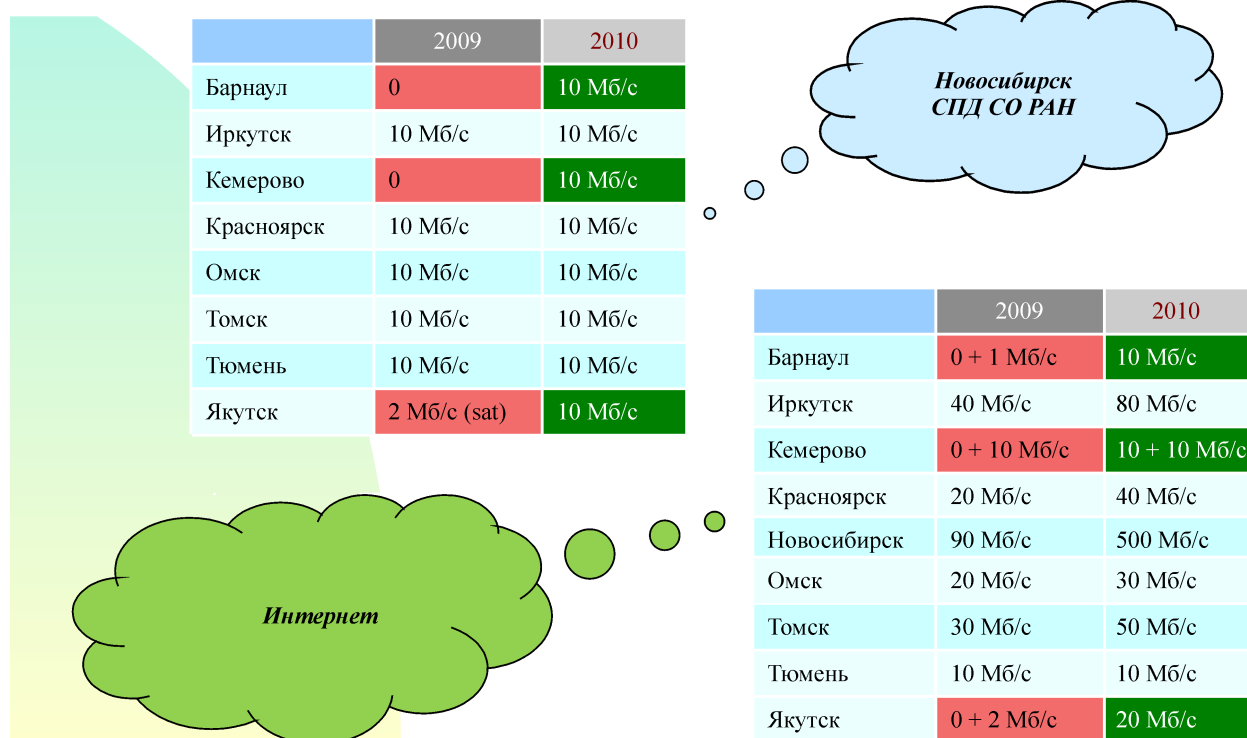 2009 2010
Барнаул 0 10 Мб/с
Иркутск 10 Мб/с 10 Мб/с
Кемерово 0 10 Мб/с
Красноярск 10 Мб/с 10 Мб/с
Омск 10 Мб/с 10 Мб/с
Томск 10 Мб/с 10 Мб/с
Тюмень 10 Мб/с 10 Мб/с
Якутск 2 Мб/с (sat) 10 Мб/с
Новосибирск
СПД СО РАН
2009 2010
Барнаул 0 + 1 Мб/с 10 Мб/с
Иркутск 40 Мб/с 80 Мб/с
Кемерово 0 + 10 Мб/с 10 + 10 Мб/с
Красноярск 20 Мб/с 40 Мб/с
Новосибирск 90 Мб/с 500 Мб/с
Омск 20 Мб/с 30 Мб/с
Томск 30 Мб/с 50 Мб/с
Тюмень 10 Мб/с 10 Мб/с
Якутск 0 + 2 Мб/с 20 Мб/с
Интернет